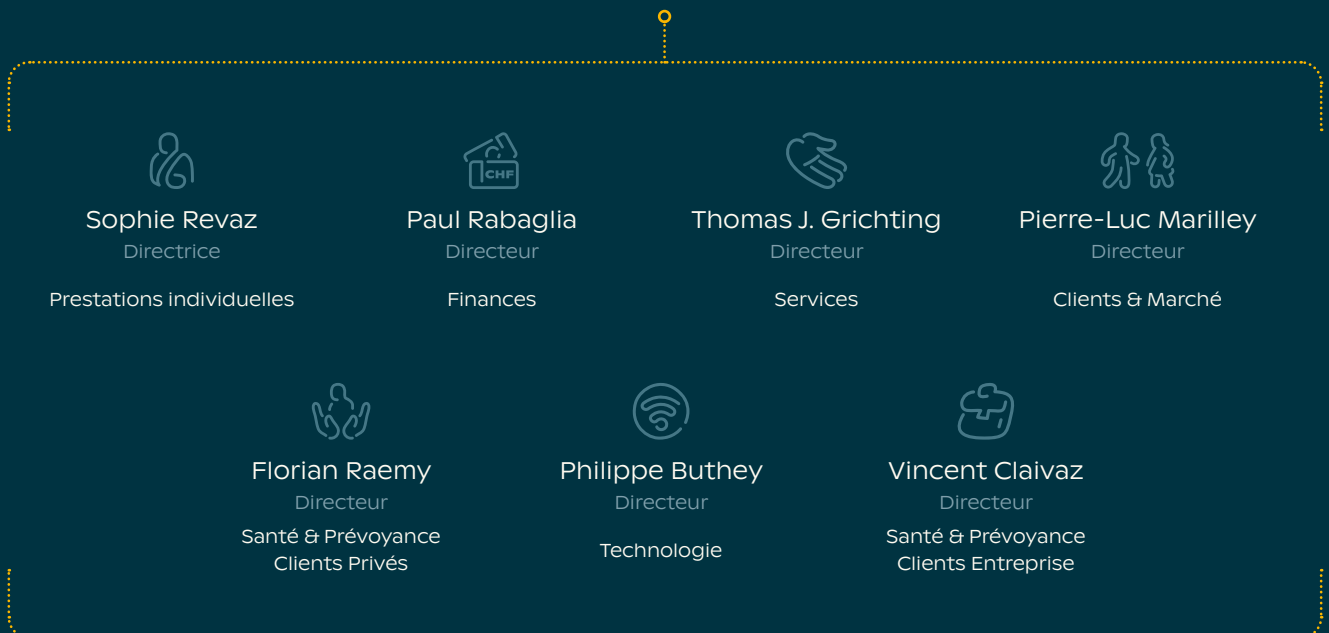 CHF
Sophie Revaz
Directrice
Prestations individuelles
Paul Rabaglia
Directeur
Finances
Thomas J. Grichting
Directeur
Services
Pierre-Luc Marilley
Directeur
Clients & Marché
Florian Raemy
Directeur
Santé & Prévoyance
Clients Privés
Philippe Buthey
Directeur
Technologie
Vincent Claivaz
Directeur
Santé & Prévoyance
Clients Entreprise